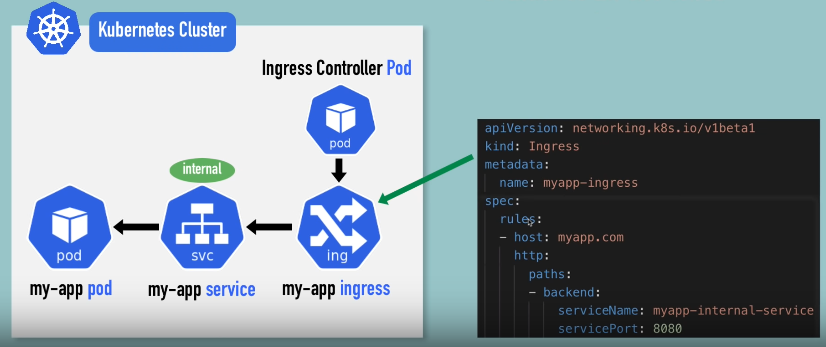 Kubernetes Cluster
Ingress Controller Pod
pod
internal
pod
svc
ing
my-app pod
my-app service
my-app ingress
apiVersion: networking.k8s.io/v1beta1
kind: Ingress
metadata:
  name: myapp-ingress
spec:
  rules:
  - host: myapp.com
    http:
      paths:
      - backend:
          serviceName: myapp-internal-service
          servicePort: 8080